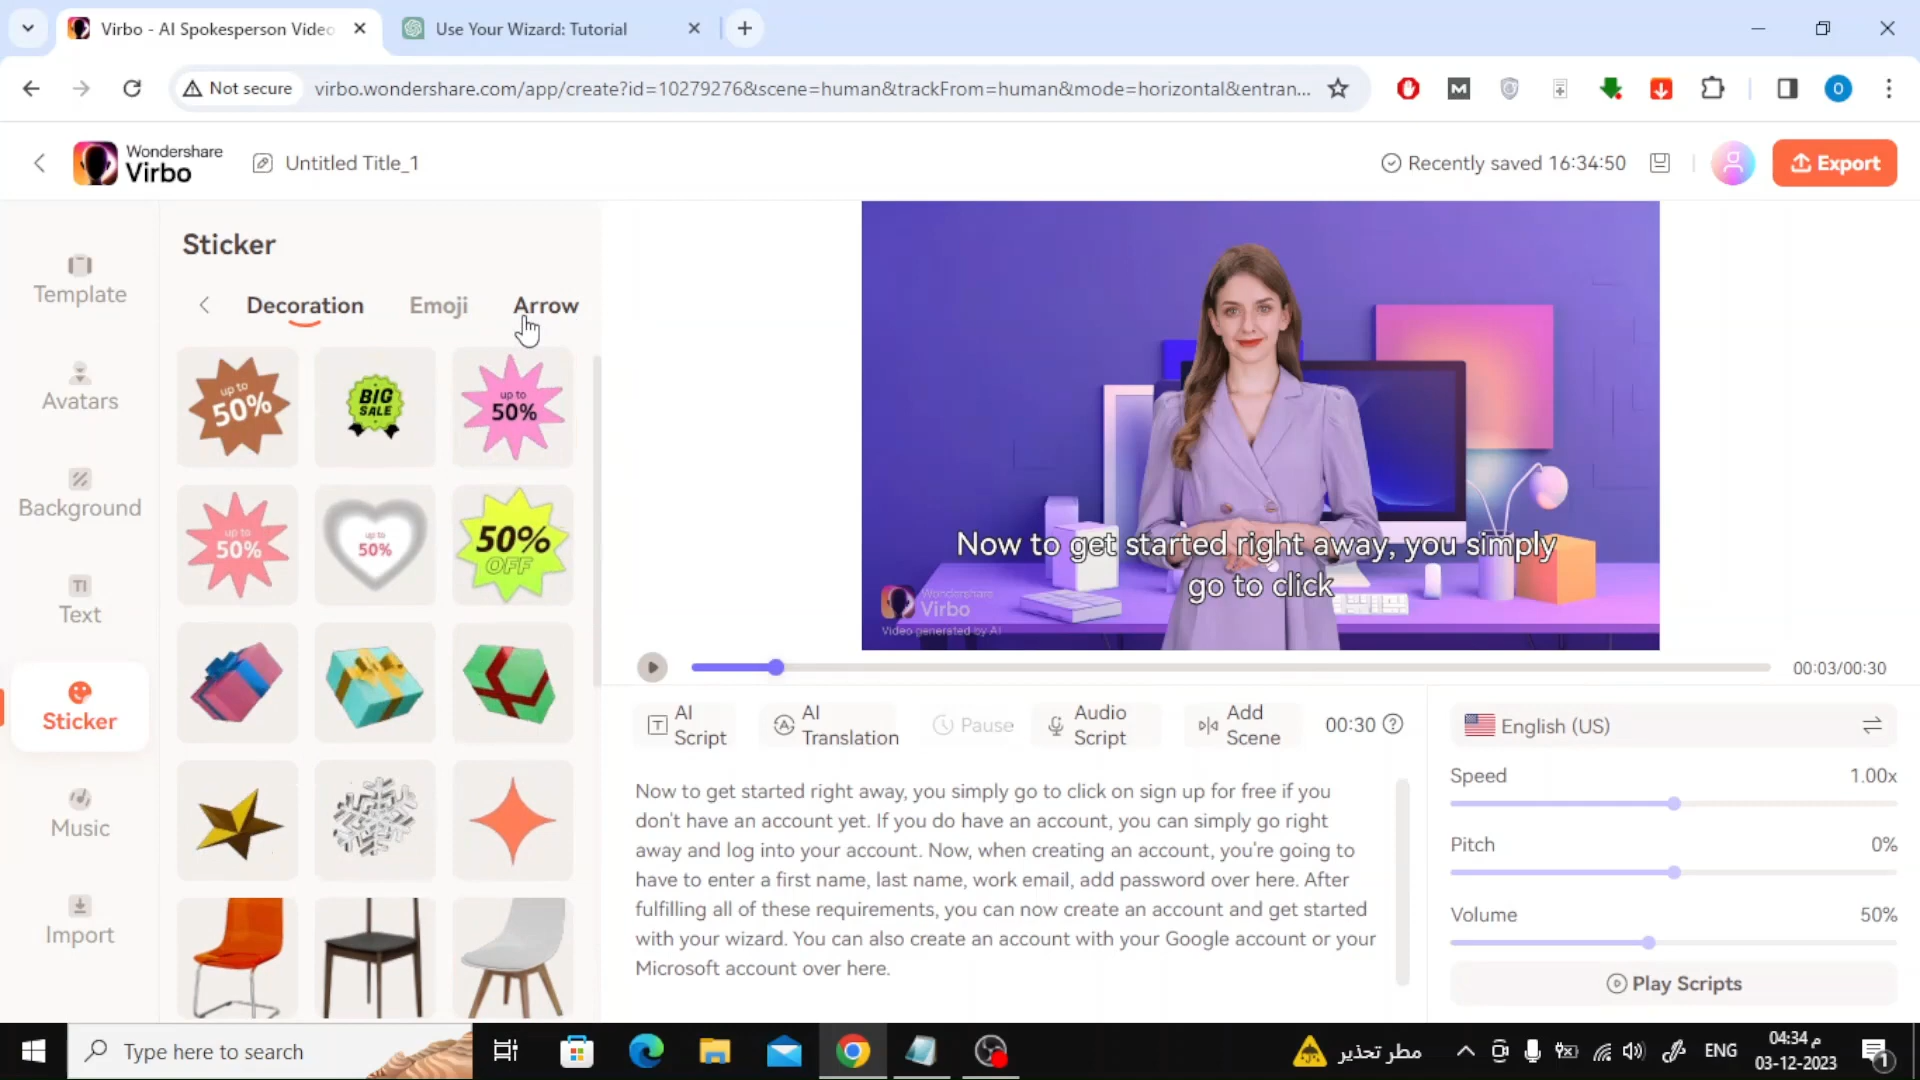 Virbo - AI Spokesperson Video
Use Your Wizard: Tutorial
Not secure
virbo.wondershare.com/app/create?id=10279276&scene=human&trackFrom=human&mode=horizontal&entran...
O
Wondershare
Virbo
Untitled Title_1
Recently saved 16:34:50
Export
Template
Avatars
Background
Text
Sticker
Music
Import
Sticker
Decoration
Emoji
Arrow
up to
50%
BIG
SALE
up to
50%
up to
50%
up to
50%
50%
OFF
Now to get started right away, you simply
go to click
Wondershare
Virbo
Video generated by AI
00:03/00:30
AI
Script
AI
Translation
Pause
Audio
Script
Add
Scene
00:30
Now to get started right away, you simply go to click on sign up for free if you
don't have an account yet. If you do have an account, you can simply go right
away and log into your account. Now, when creating an account, you're going to
have to enter a first name, last name, work email, add password over here. After
fulfilling all of these requirements, you can now create an account and get started
with your wizard. You can also create an account with your Google account or your
Microsoft account over here.
English (US)
Speed
1.00x
Pitch
0%
Volume
50%
Play Scripts
Type here to search
مطر تحذير
ENG
04:34 م
03-12-2023
1